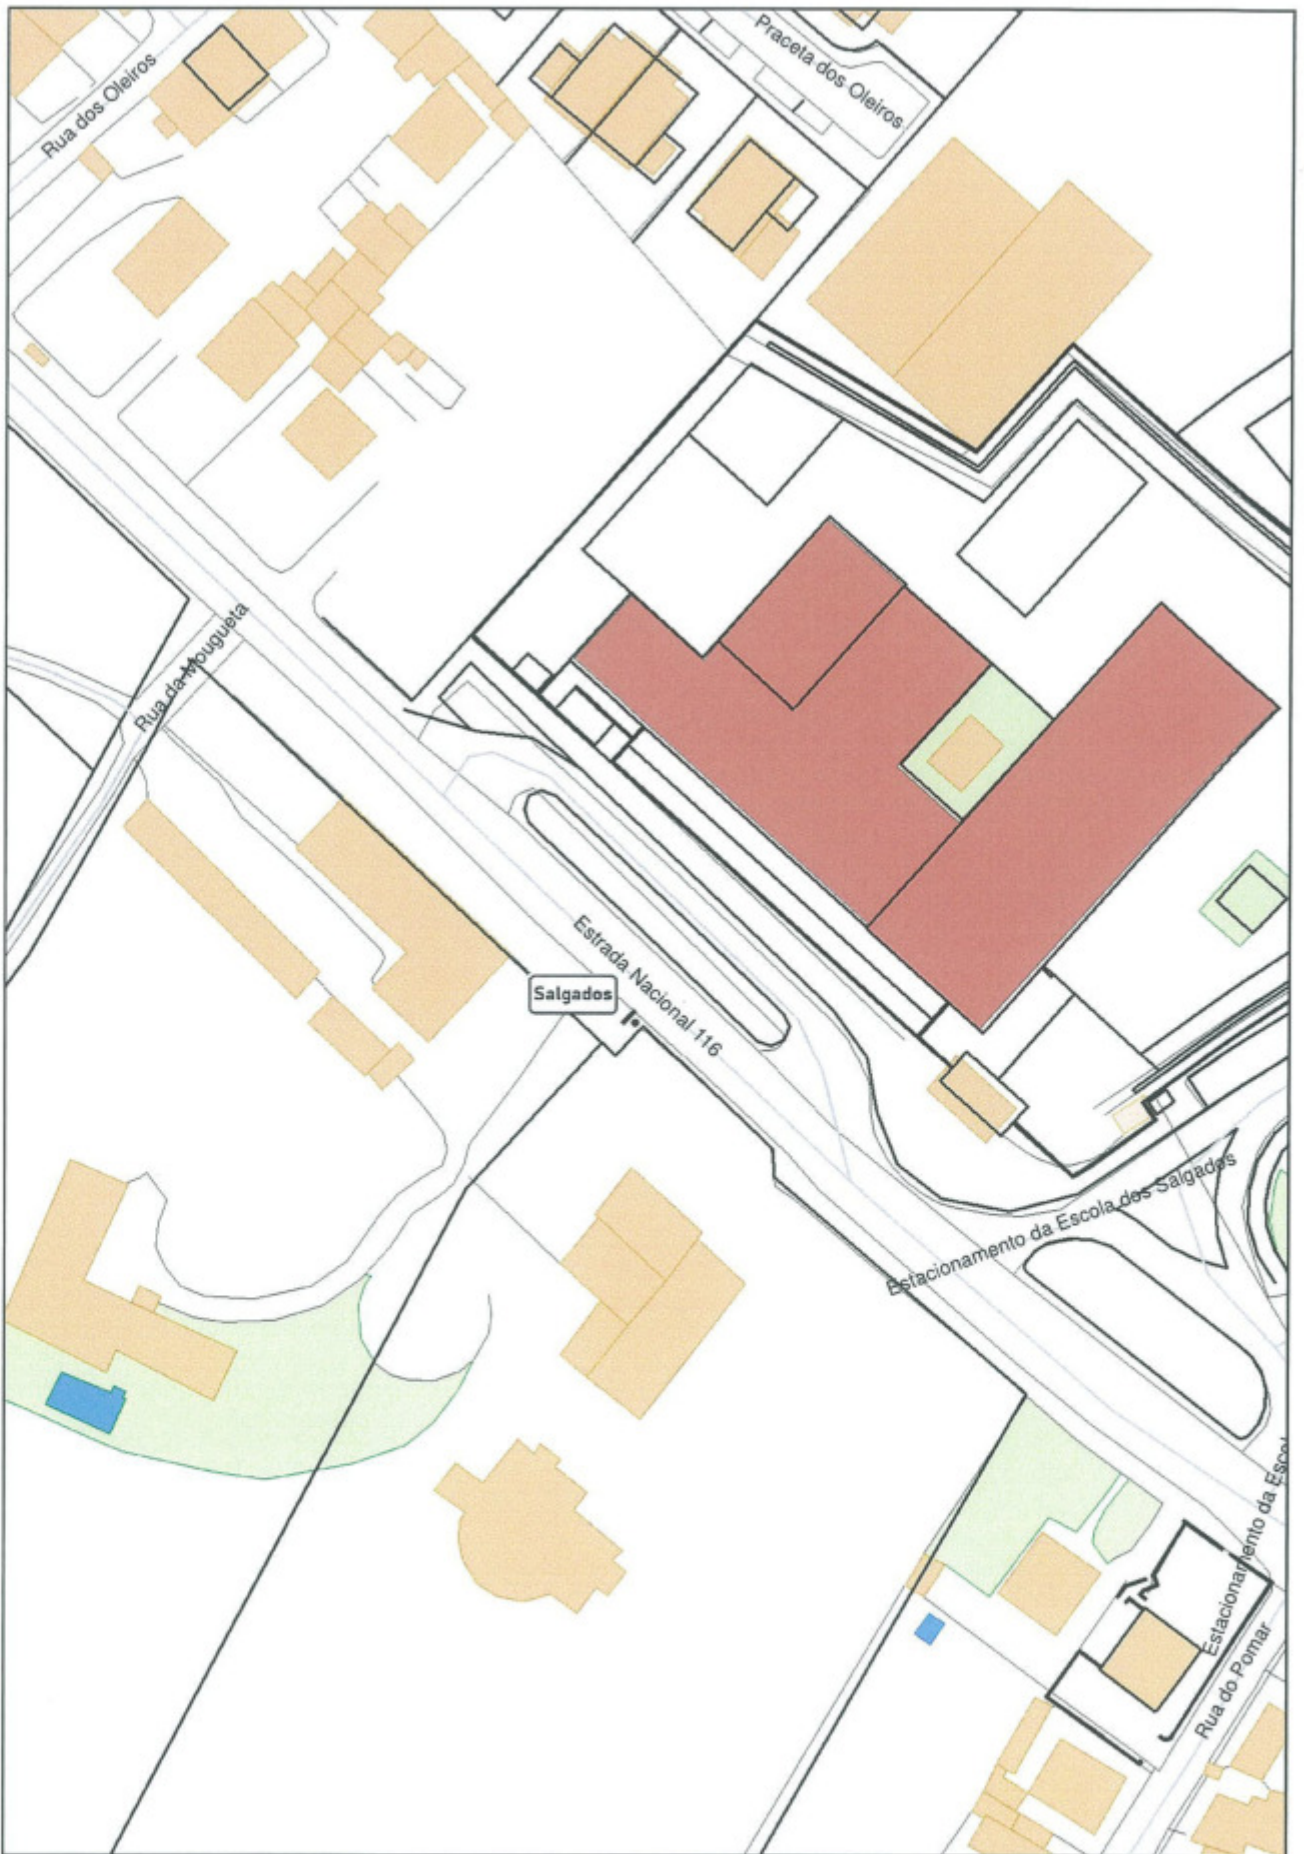 Praceta dos Oleiros
Rua dos Oleiros
Rua da Mougueta
Estrada Nacional 116
Salgados
Estacionamento da Escola dos Salgados
Estacionamento da Escol
Rua do Pomar